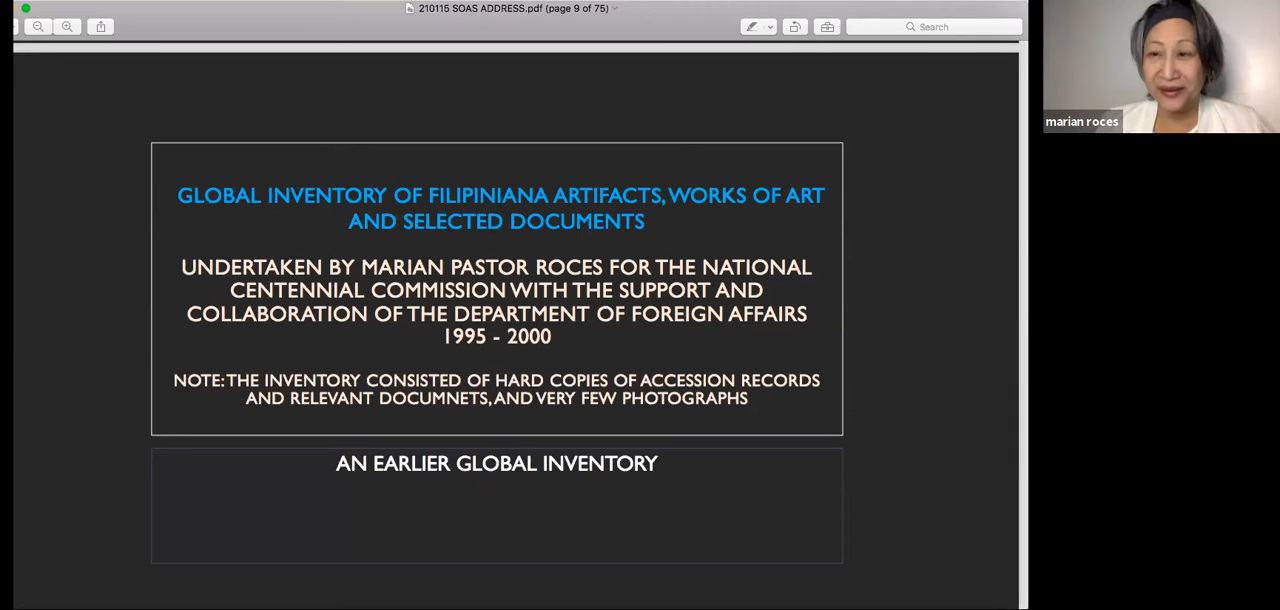 210115 SOAS ADDRESS.pdf (page 9 of 75)
Search
marian roces
GLOBAL INVENTORY OF FILIPINIANA ARTIFACTS, WORKS OF ART
AND SELECTED DOCUMENTS
UNDERTAKEN BY MARIAN PASTOR ROCES FOR THE NATIONAL
CENTENNIAL COMMISSION WITH THE SUPPORT AND
COLLABORATION OF THE DEPARTMENT OF FOREIGN AFFAIRS
1995 - 2000
NOTE: THE INVENTORY CONSISTED OF HARD COPIES OF ACCESSION RECORDS
AND RELEVANT DOCUMNETS, AND VERY FEW PHOTOGRAPHS
AN EARLIER GLOBAL INVENTORY